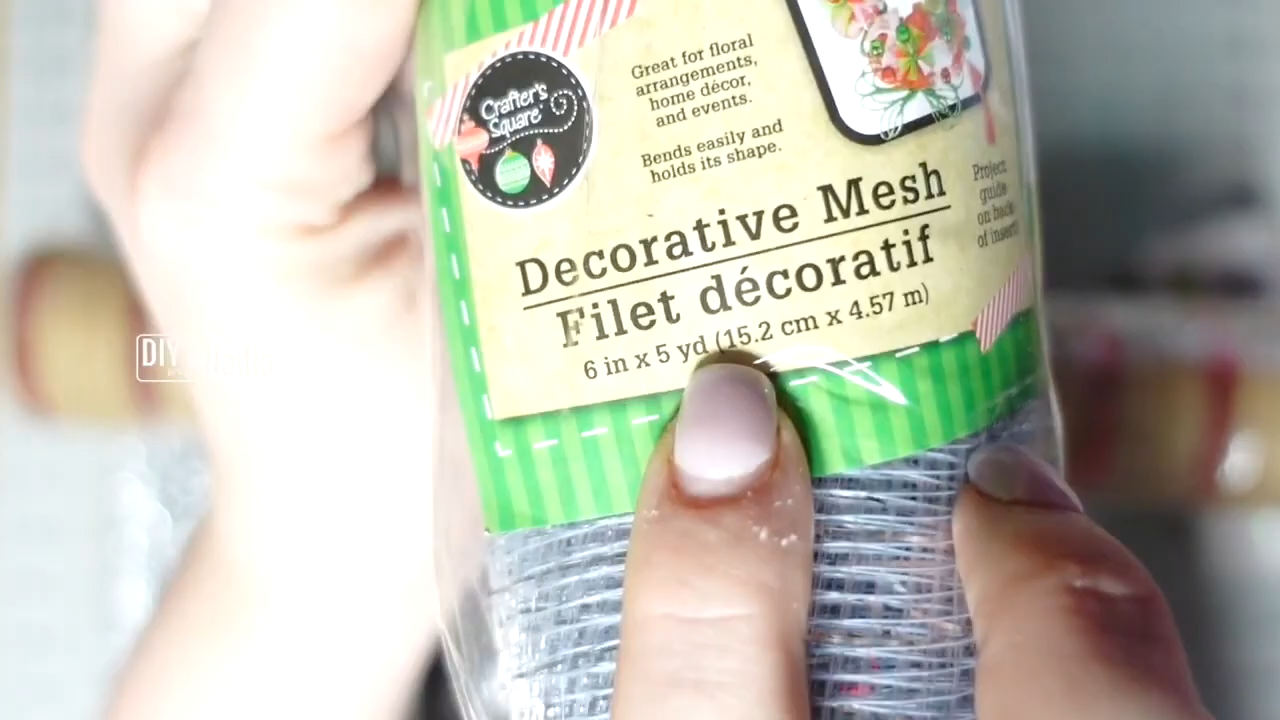 Crafter's
Square
Great for floral
arrangements,
home décor,
and events.
Bends easily and
holds its shape.
Decorative Mesh
Filet décoratif
6 in x 5 yd (15.2 cm x 4.57 m)
Project
guide
on back
of insert
DIY